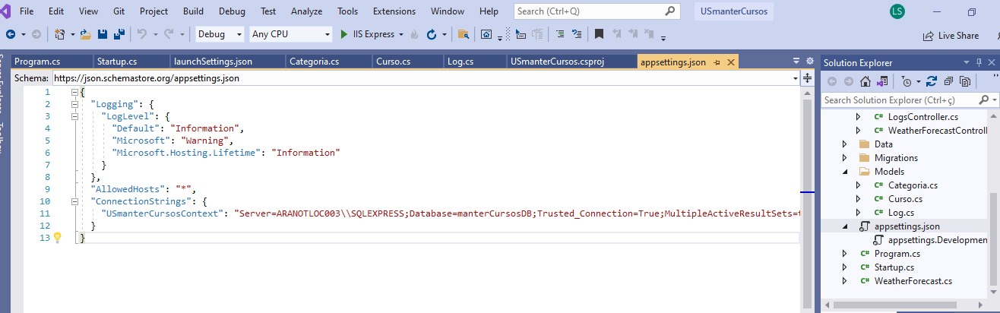 File Edit View Git Project Build Debug Test Analyze Tools Extensions Window Help Search (Ctrl+Q) USmanterCursos LS
Debug Any CPU IIS Express Live Share
Program.cs Startup.cs launchSettings.json Categoria.cs Curso.cs Log.cs USmanterCursos.csproj appsettings.json
Schema: https://json.schemastore.org/appsettings.json
1 {
2 "Logging": {
3 "LogLevel": {
4 "Default": "Information",
5 "Microsoft": "Warning",
6 "Microsoft.Hosting.Lifetime": "Information"
7 }
8 },
9 "AllowedHosts": "*",
10 "ConnectionStrings": {
11 "USmanterCursosContext": "Server=ARANOTLOC003\\SQLEXPRESS;Database=manterCursosDB;Trusted_Connection=True;MultipleActiveResultSets=t
12 }
13 }
Solution Explorer
Search Solution Explorer (Ctrl+ç)
LogsController.cs
WeatherForecastControll
Data
Migrations
Models
Categoria.cs
Curso.cs
Log.cs
appsettings.json
appsettings.Developmen
Program.cs
Startup.cs
WeatherForecast.cs